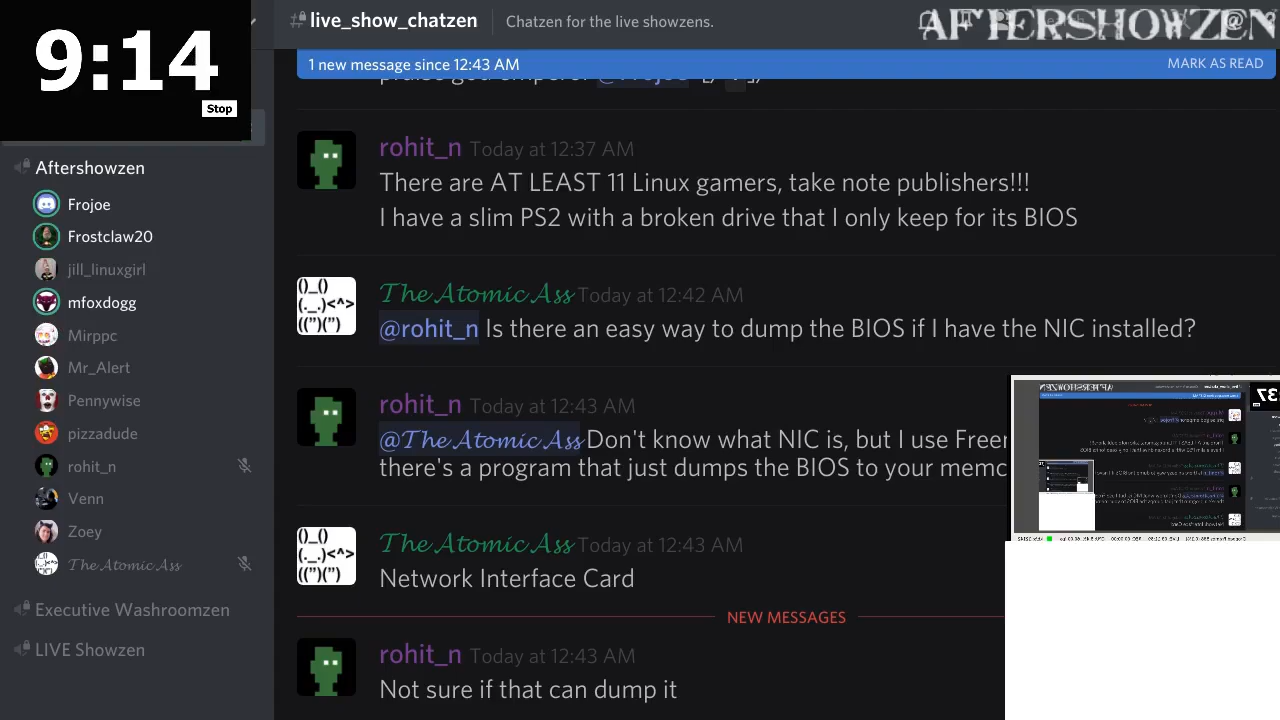 9:14
Stop
live_show_chatzen
Chatzen for the live showzens.
AFTERSHOWZEN
1 new message since 12:43 AM
MARK AS READ
Aftershowzen
Frojoe
Frostclaw20
jill_linuxgirl
mfoxdogg
Mirppc
Mr_Alert
Pennywise
pizzadude
rohit_n
Venn
Zoey
The Atomic Ass
Executive Washroomzen
LIVE Showzen
rohit_n Today at 12:37 AM
There are AT LEAST 11 Linux gamers, take note publishers!!!
I have a slim PS2 with a broken drive that I only keep for its BIOS
()_()
(._.)<^>
((")(")
The Atomic Ass Today at 12:42 AM
@rohit_n Is there an easy way to dump the BIOS if I have the NIC installed?
rohit_n Today at 12:43 AM
@The Atomic Ass Don't know what NIC is, but I use Freer
there's a program that just dumps the BIOS to your memc
()_()
(._.)<^>
((")(")
The Atomic Ass Today at 12:43 AM
Network Interface Card
NEW MESSAGES
rohit_n Today at 12:43 AM
Not sure if that can dump it